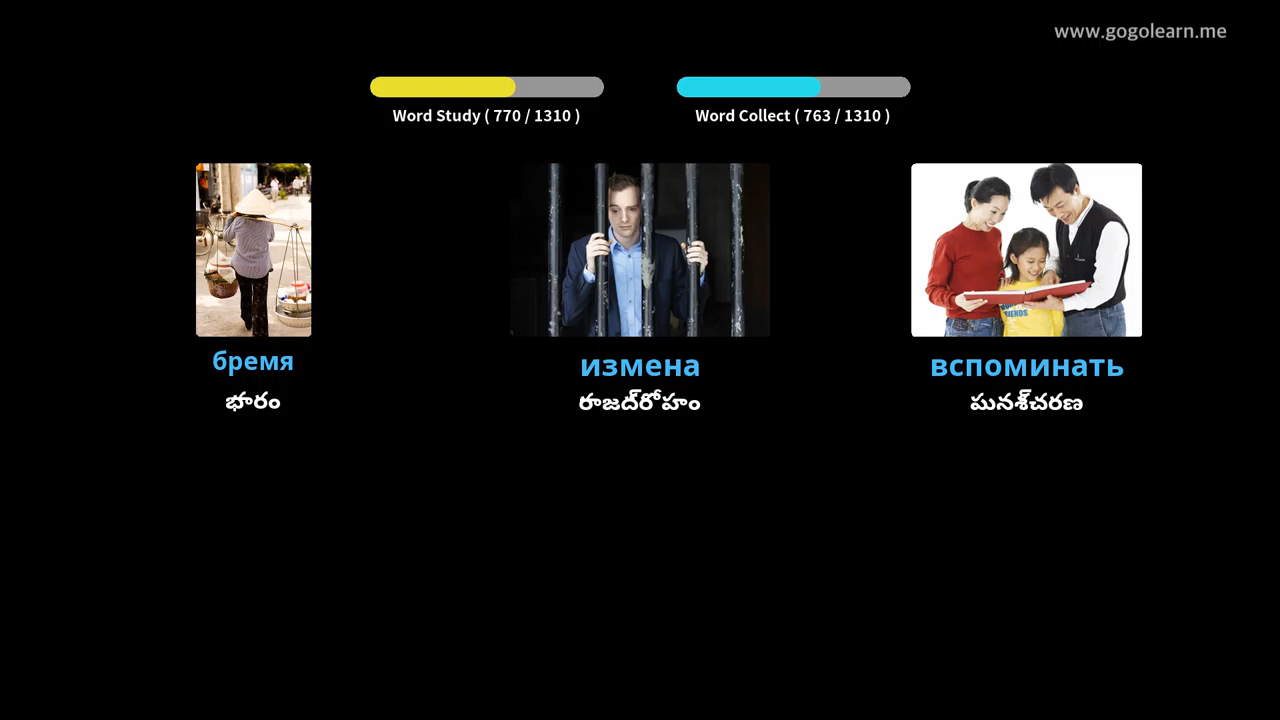 www.gogolearn.me
Word Study ( 770 / 1310 )
Word Collect ( 763 / 1310 )
бремя
измена
вспоминать
భారం
రాజద్‌రోహం
పునశ్‌చరణ